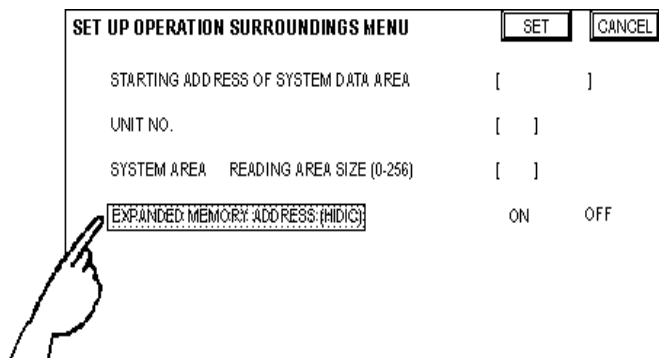 SET UP OPERATION SURROUNDINGS MENU SET CANCEL
STARTING ADDRESS OF SYSTEM DATA AREA [ ]
UNIT NO. [ ]
SYSTEM AREA READING AREA SIZE (0-256) [ ]
EXPANDED MEMORY ADDRESS (HIDIC) ON OFF